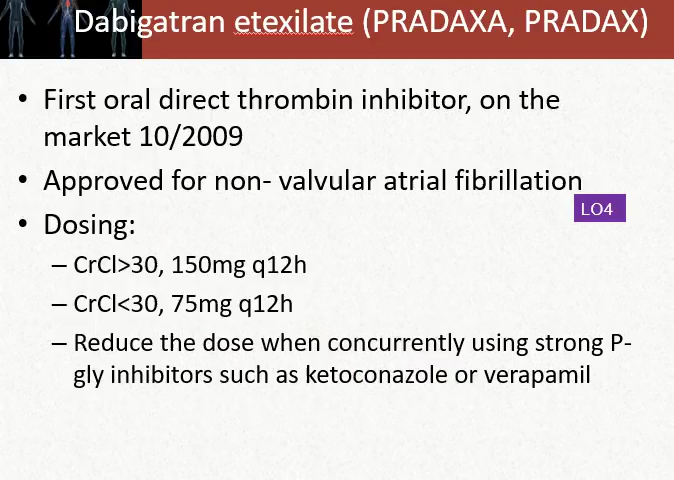 Dabigatran etexilate (PRADAXA, PRADAX)
• First oral direct thrombin inhibitor, on the
market 10/2009
• Approved for non- valvular atrial fibrillation
LO4
• Dosing:
– CrCl>30, 150mg q12h
– CrCl<30, 75mg q12h
– Reduce the dose when concurrently using strong P-
gly inhibitors such as ketoconazole or verapamil